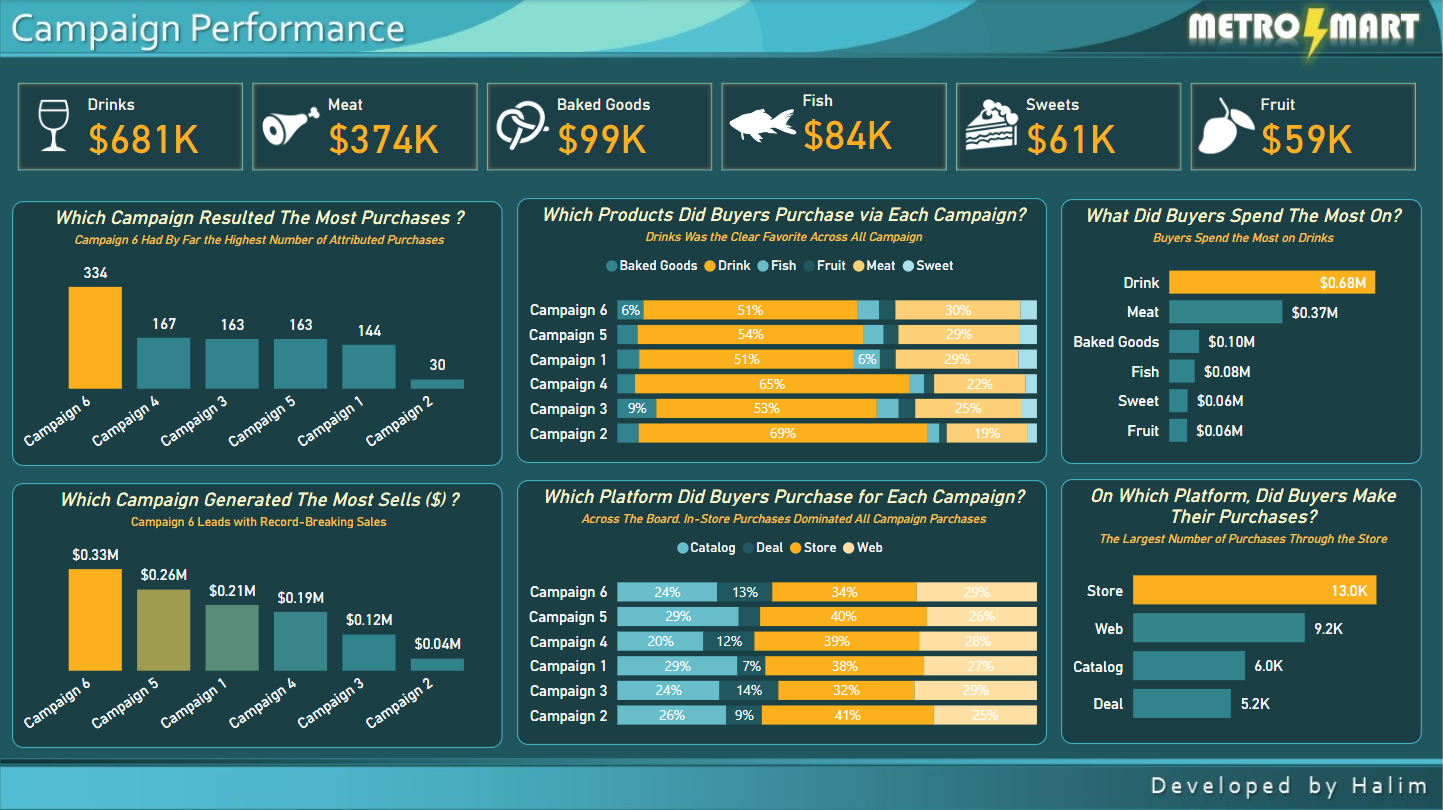 Campaign Performance
METRO MART
Drinks
$681K
Meat
$374K
Baked Goods
$99K
Fish
$84K
Sweets
$61K
Fruit
$59K
Which Campaign Resulted The Most Purchases ?
Campaign 6 Had By Far the Highest Number of Attributed Purchases
334
167
163
163
144
30
Campaign 6
Campaign 4
Campaign 3
Campaign 5
Campaign 1
Campaign 2
Which Products Did Buyers Purchase via Each Campaign?
Drinks Was the Clear Favorite Across All Campaign
Baked Goods Drink Fish Fruit Meat Sweet
Campaign 6 6% 51% 30%
Campaign 5 54% 29%
Campaign 1 51% 6% 29%
Campaign 4 65% 22%
Campaign 3 9% 53% 25%
Campaign 2 69% 19%
What Did Buyers Spend The Most On?
Buyers Spend the Most on Drinks
Drink $0.68M
Meat $0.37M
Baked Goods $0.10M
Fish $0.08M
Sweet $0.06M
Fruit $0.06M
Which Campaign Generated The Most Sells ($) ?
Campaign 6 Leads with Record-Breaking Sales
$0.33M
$0.26M
$0.21M
$0.19M
$0.12M
$0.04M
Campaign 6
Campaign 5
Campaign 1
Campaign 4
Campaign 3
Campaign 2
Which Platform Did Buyers Purchase for Each Campaign?
Across The Board. In-Store Purchases Dominated All Campaign Parchases
Catalog Deal Store Web
Campaign 6 24% 13% 34% 29%
Campaign 5 29% 40% 26%
Campaign 4 20% 12% 39% 28%
Campaign 1 29% 7% 38% 27%
Campaign 3 24% 14% 32% 29%
Campaign 2 26% 9% 41% 25%
On Which Platform, Did Buyers Make
Their Purchases?
The Largest Number of Purchases Through the Store
Store 13.0K
Web 9.2K
Catalog 6.0K
Deal 5.2K
Developed by Halim